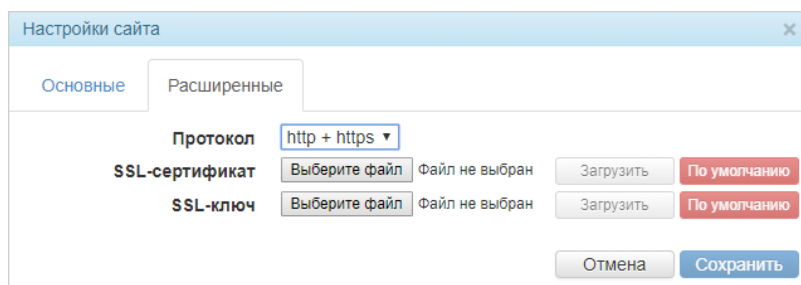 Настройки сайта ×
Основные Расширенные
Протокол http + https ▼
SSL-сертификат Выберите файл Файл не выбран Загрузить По умолчанию
SSL-ключ Выберите файл Файл не выбран Загрузить По умолчанию
Отмена Сохранить